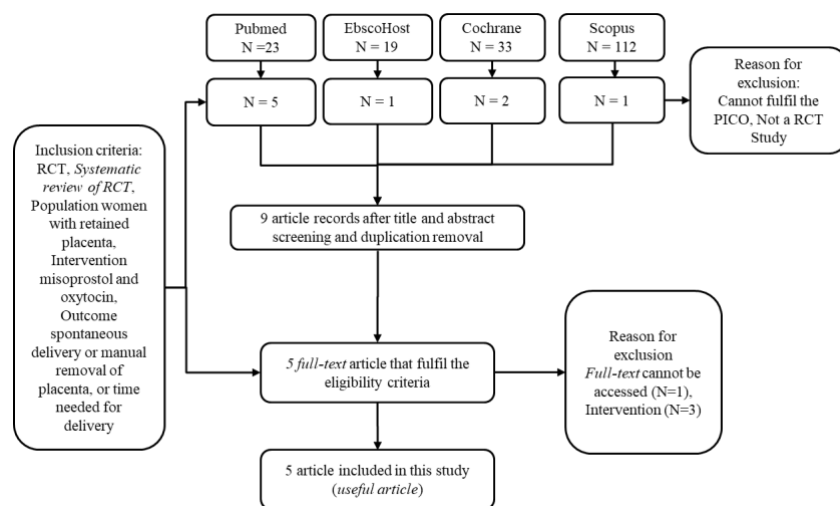 Pubmed
N =23
EbscoHost
N = 19
Cochrane
N = 33
Scopus
N = 112
Reason for
exclusion:
Cannot fulfil the
PICO, Not a RCT
Study
N = 5
N = 1
N = 2
N = 1
Inclusion criteria:
RCT, Systematic
review of RCT,
Population women
with retained
placenta,
Intervention
misoprostol and
oxytocin,
Outcome
spontaneous
delivery or manual
removal of
placenta, or time
needed for
delivery
9 article records after title and abstract
screening and duplication removal
5 full-text article that fulfil the
eligibility criteria
Reason for
exclusion
Full-text cannot be
accessed (N=1),
Intervention (N=3)
5 article included in this study
(useful article)